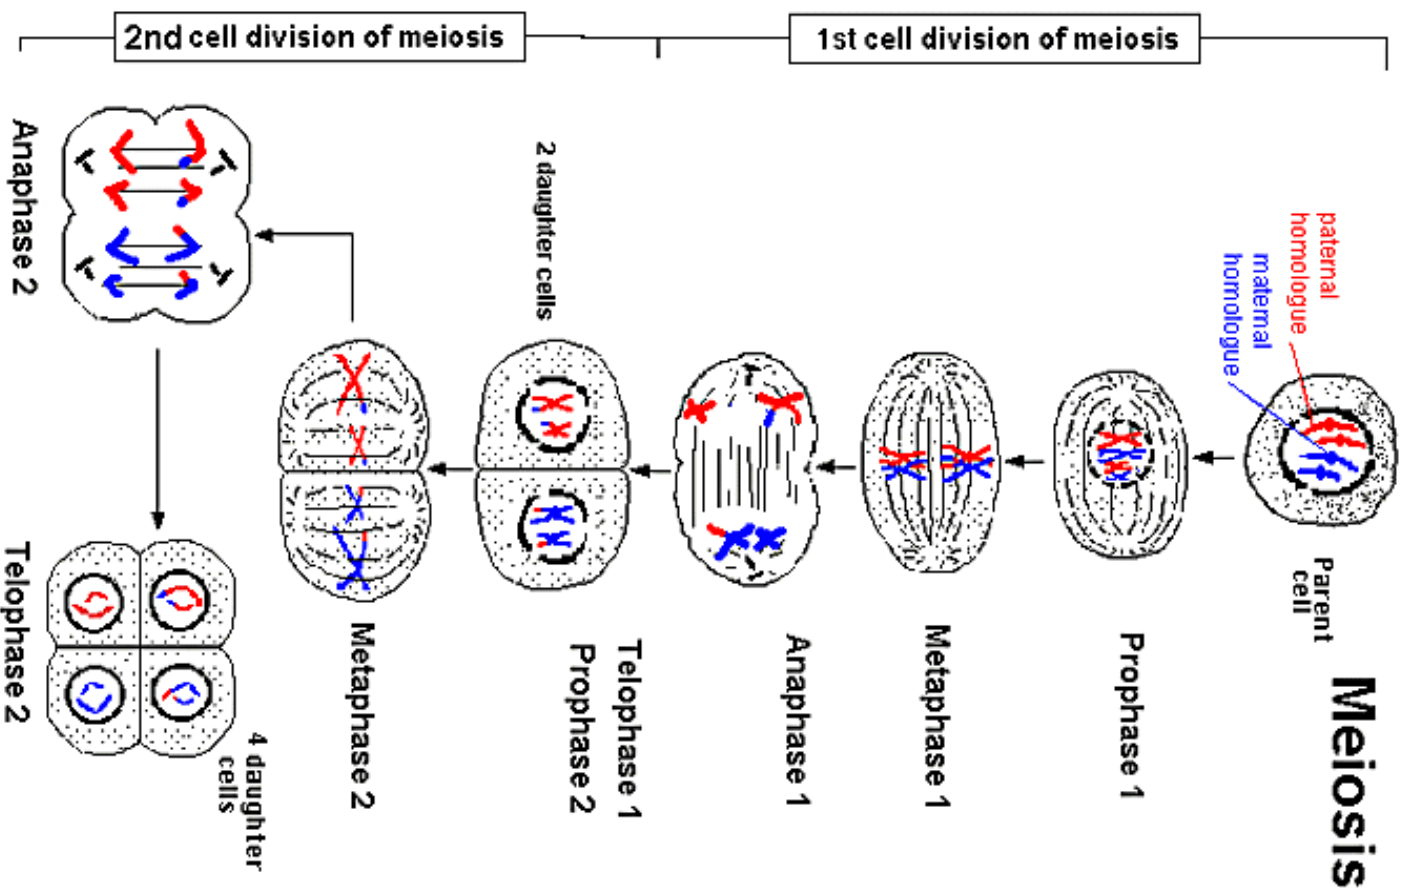 Meiosis
1st cell division of meiosis
2nd cell division of meiosis
paternal
homologue
maternal
homologue
Parent
cell
Prophase 1
Metaphase 1
Anaphase 1
Telophase 1
Prophase 2
2 daughter cells
Metaphase 2
Anaphase 2
Telophase 2
4 daughter
cells